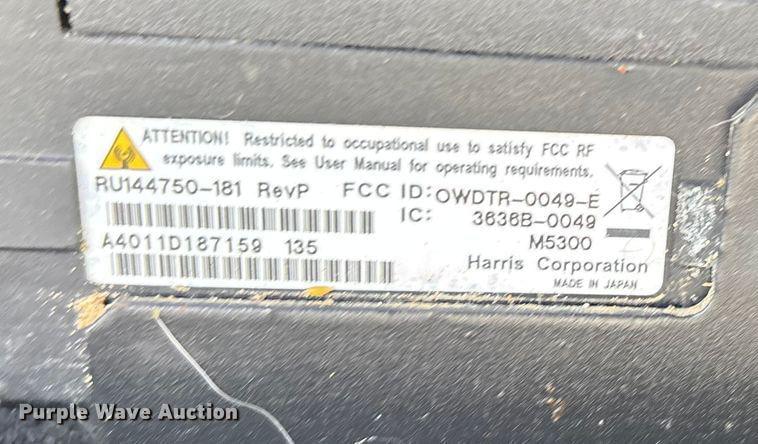 ATTENTION! Restricted to occupational use to satisfy FCC RF
exposure limits. See User Manual for operating requirements.
RU144750-181 RevP FCC ID: OWDTR-0049-E
IC: 3636B-0049
A4011D187159 135 M5300
Harris Corporation
MADE IN JAPAN
Purple Wave Auction